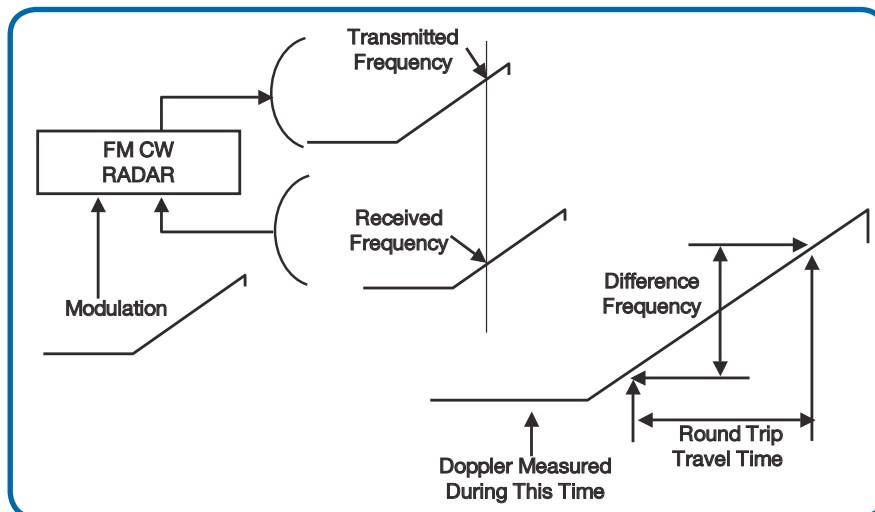 Transmitted
Frequency
FM CW
RADAR
Received
Frequency
Modulation
Difference
Frequency
Round Trip
Travel Time
Doppler Measured
During This Time